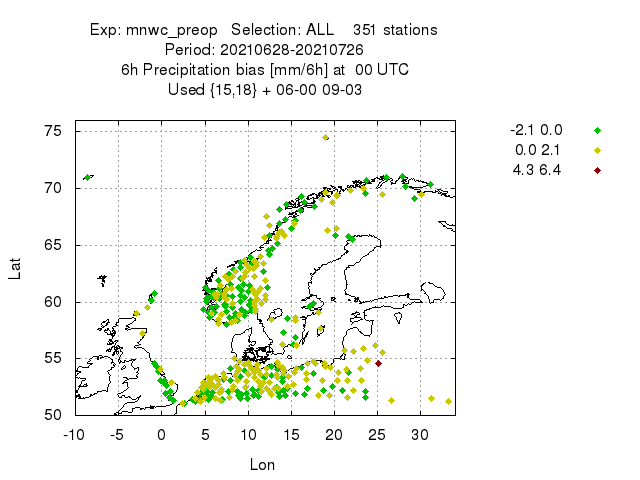 Exp: mnwc_preop Selection: ALL 351 stations
Period: 20210628-20210726
6h Precipitation bias [mm/6h] at 00 UTC
Used {15,18} + 06-00 09-03
-2.1 0.0
0.0 2.1
4.3 6.4
75
70
65
60
55
50
Lat
-10 -5 0 5 10 15 20 25 30
Lon